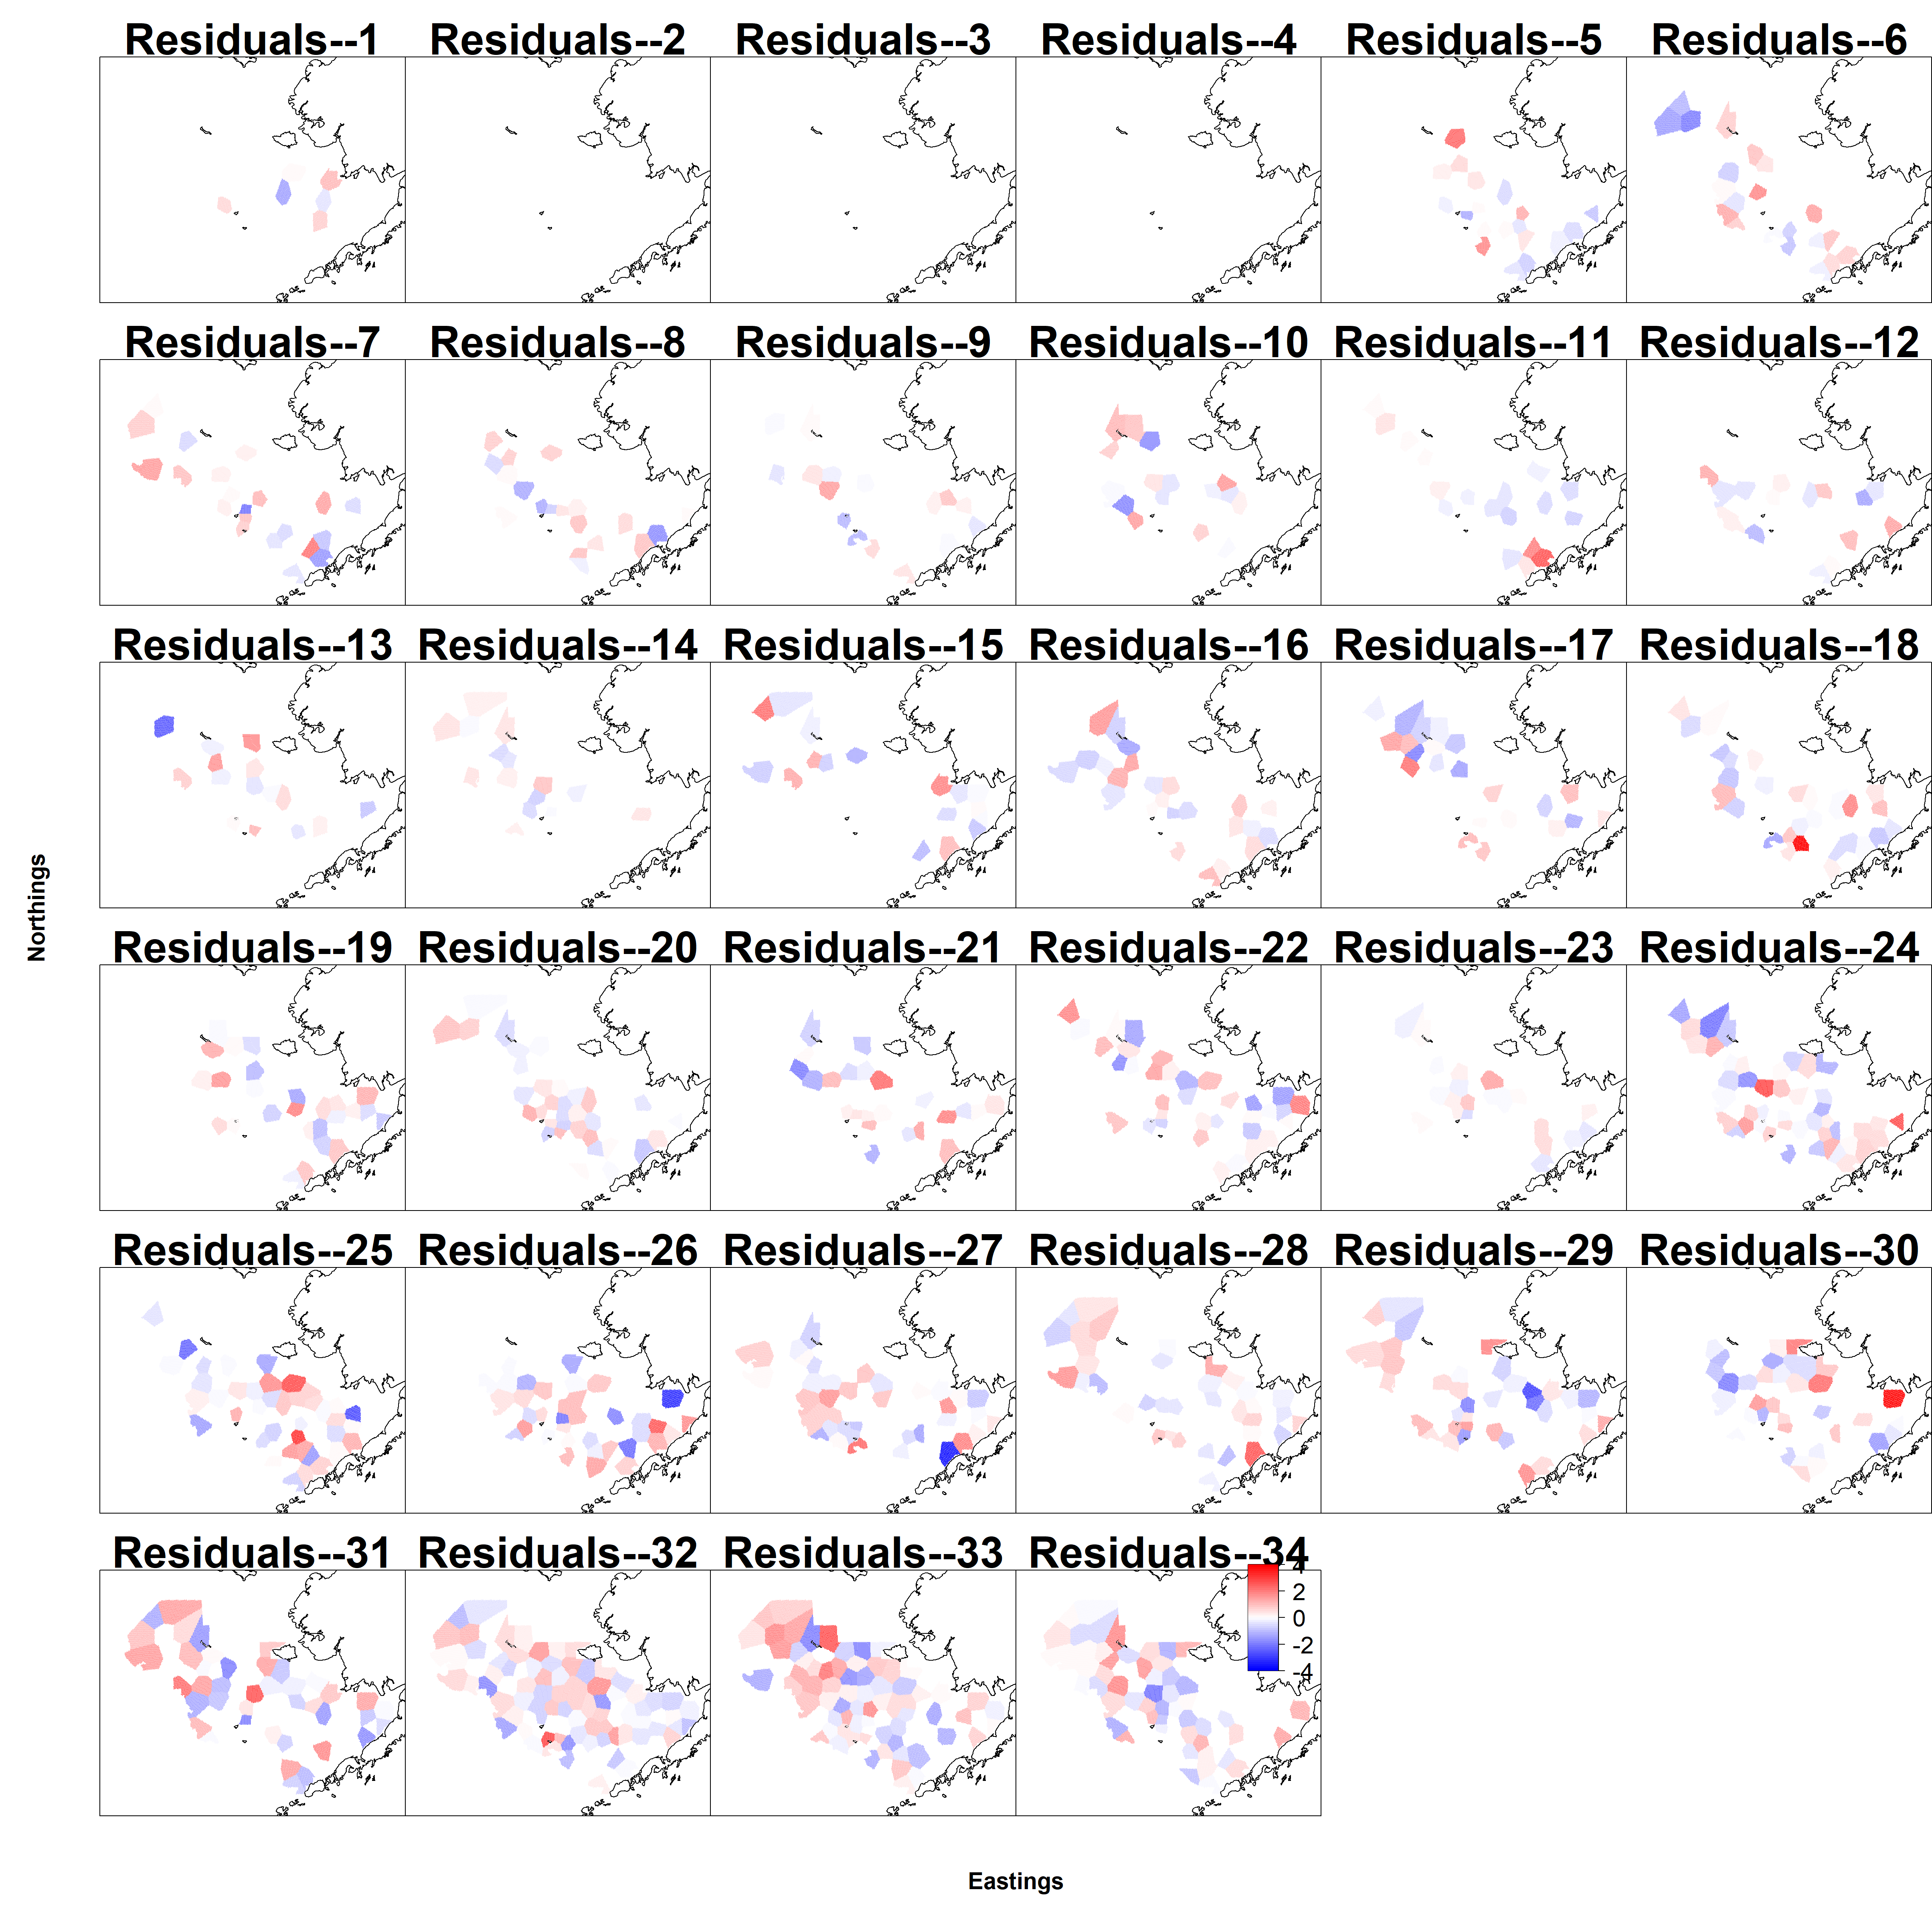 Residuals--1 Residuals--2 Residuals--3 Residuals--4 Residuals--5 Residuals--6
Residuals--7 Residuals--8 Residuals--9 Residuals--10 Residuals--11 Residuals--12
Residuals--13 Residuals--14 Residuals--15 Residuals--16 Residuals--17 Residuals--18
Northings
Residuals--19 Residuals--20 Residuals--21 Residuals--22 Residuals--23 Residuals--24
Residuals--25 Residuals--26 Residuals--27 Residuals--28 Residuals--29 Residuals--30
Residuals--31 Residuals--32 Residuals--33 Residuals--34
4
2
0
-2
-4
Eastings